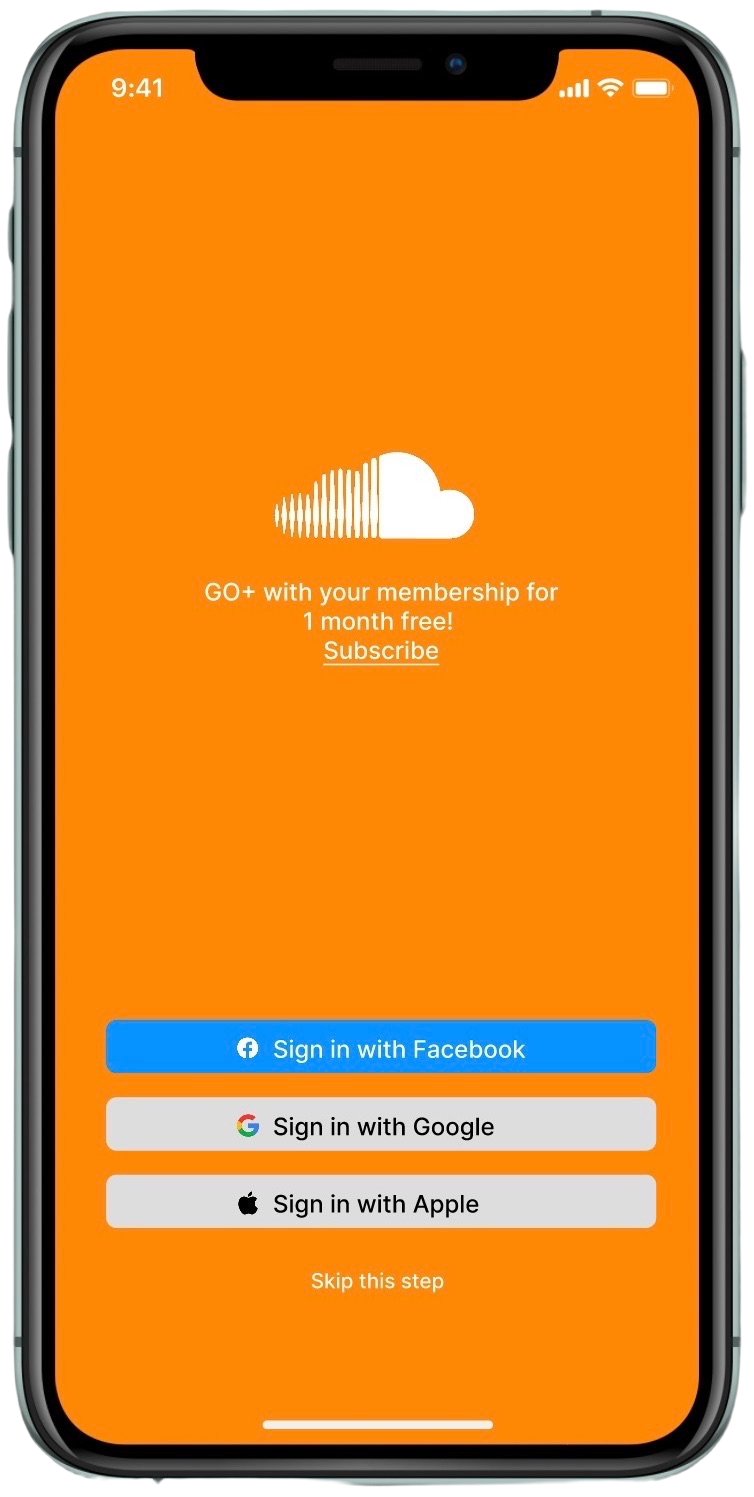 9:41
GO+ with your membership for
1 month free!
Subscribe
Sign in with Facebook
Sign in with Google
Sign in with Apple
Skip this step